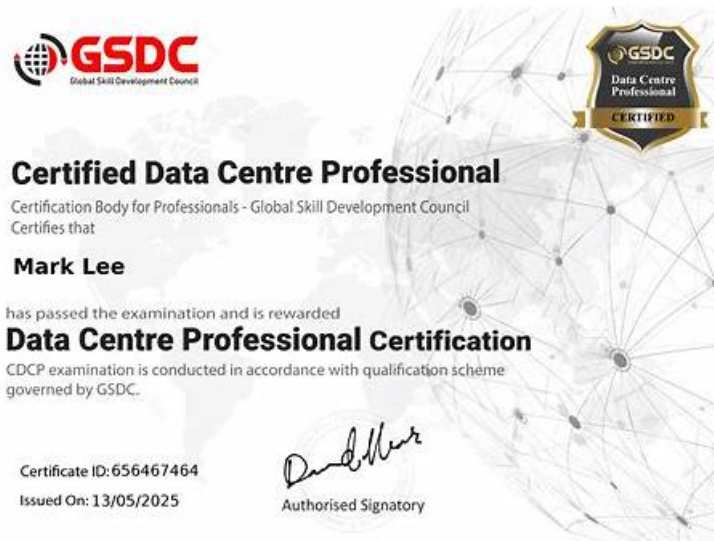 GSDC
Global Skill Development Council
GSDC
Data Centre
Professional
CERTIFIED
Certified Data Centre Professional
Certification Body for Professionals - Global Skill Development Council
Certifies that
Mark Lee
has passed the examination and is rewarded
Data Centre Professional Certification
CDCP examination is conducted in accordance with qualification scheme
governed by GSDC.
Certificate ID: 656467464
Issued On: 13/05/2025
Authorised Signatory